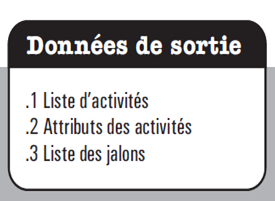 Données de sortie
.1 Liste d'activités
.2 Attributs des activités
.3 Liste des jalons